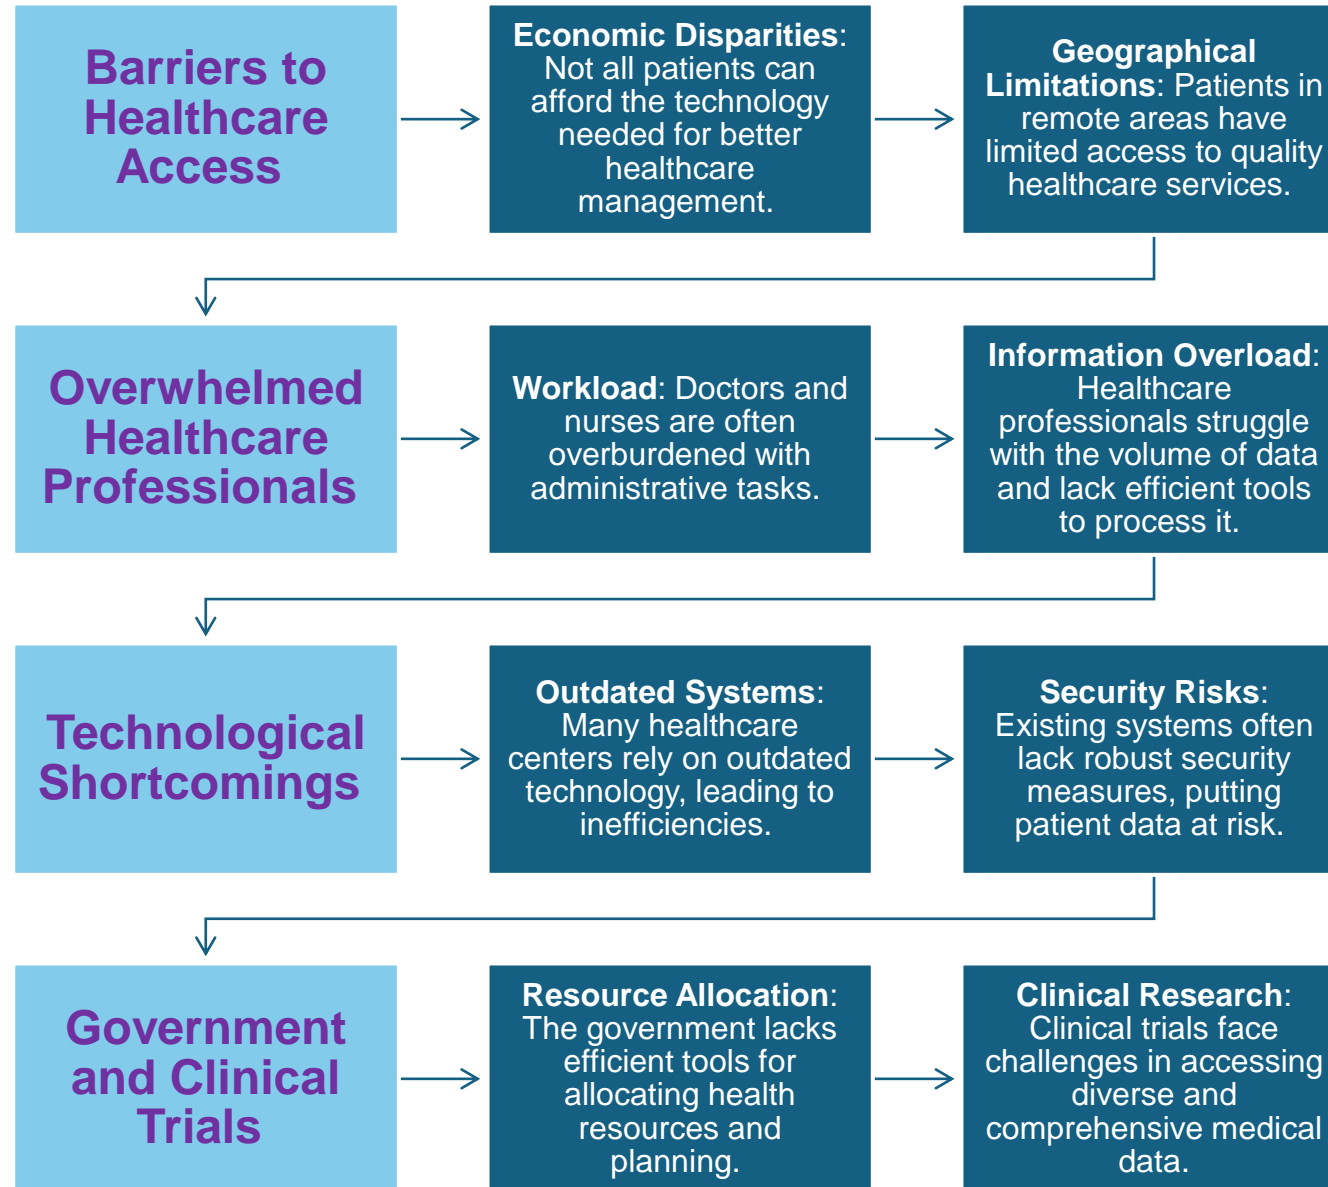 Barriers to
Healthcare
Access
Economic Disparities:
Not all patients can
afford the technology
needed for better
healthcare
management.
Geographical
Limitations: Patients in
remote areas have
limited access to quality
healthcare services.
Overwhelmed
Healthcare
Professionals
Workload: Doctors and
nurses are often
overburdened with
administrative tasks.
Information Overload:
Healthcare
professionals struggle
with the volume of data
and lack efficient tools
to process it.
Technological
Shortcomings
Outdated Systems:
Many healthcare
centers rely on outdated
technology, leading to
inefficiencies.
Security Risks:
Existing systems often
lack robust security
measures, putting
patient data at risk.
Government
and Clinical
Trials
Resource Allocation:
The government lacks
efficient tools for
allocating health
resources and
planning.
Clinical Research:
Clinical trials face
challenges in accessing
diverse and
comprehensive medical
data.